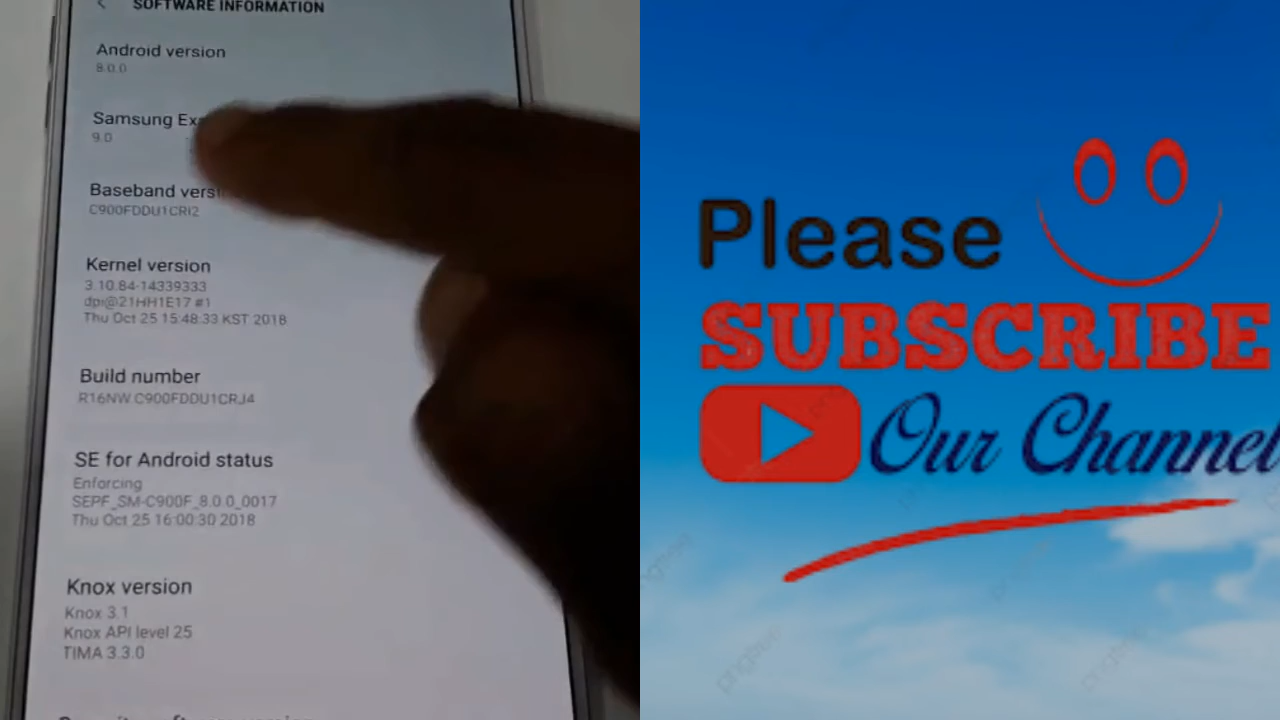 SOFTWARE INFORMATION
Android version
8.0.0
Samsung Ex
9.0
Baseband vers
C900FDDU1CRI2
Kernel version
3.10.84-14339333
dpi@21HH1E17 #1
Thu Oct 25 15:48:33 KST 2018
Build number
R16NW.C900FDDU1CRJ4
SE for Android status
Enforcing
SEPF_SM-C900F_8.0.0_0017
Thu Oct 25 16:00:30 2018
Knox version
Knox 3.1
Knox API level 25
TIMA 3.3.0
Please
SUBSCRIBE
Our Channel
pngtree